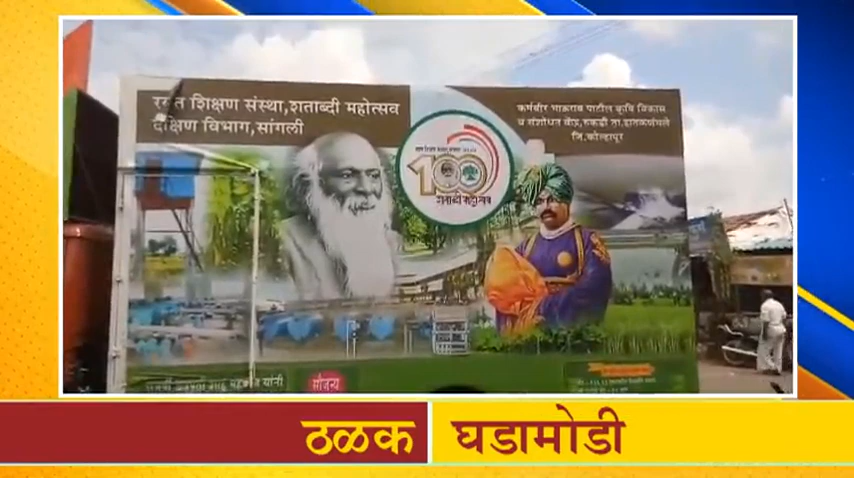 रयत शिक्षण संस्था,शताब्दी महोत्सव
दक्षिण विभाग,सांगली
कर्मवीर भाऊराव पाटील कृषि विकास
व संशोधन केंद्र, रुकडी ता.हातकणंगले
जि.कोल्हापूर
100
शताब्दी महोत्सव
सौजन्य
ठळक
घडामोडी